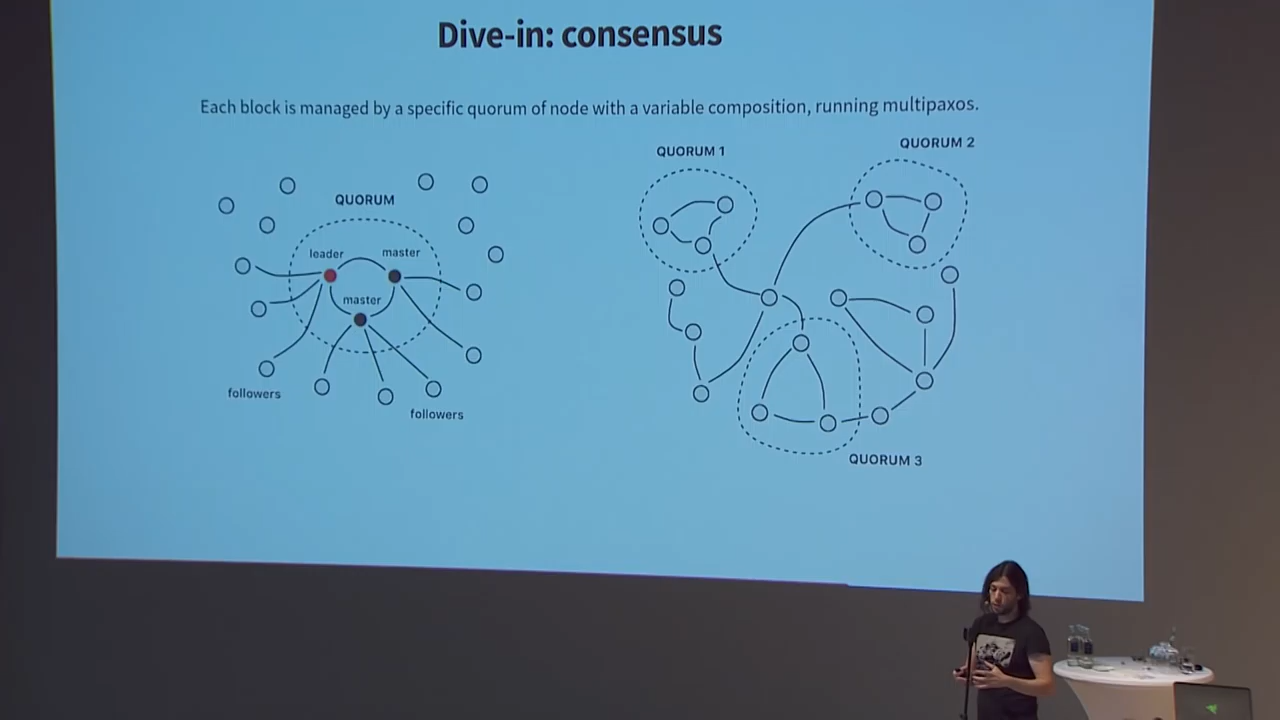 Dive-in: consensus
Each block is managed by a specific quorum of node with a variable composition, running multipaxos.
QUORUM
leader
master
master
followers
followers
QUORUM 1
QUORUM 2
QUORUM 3